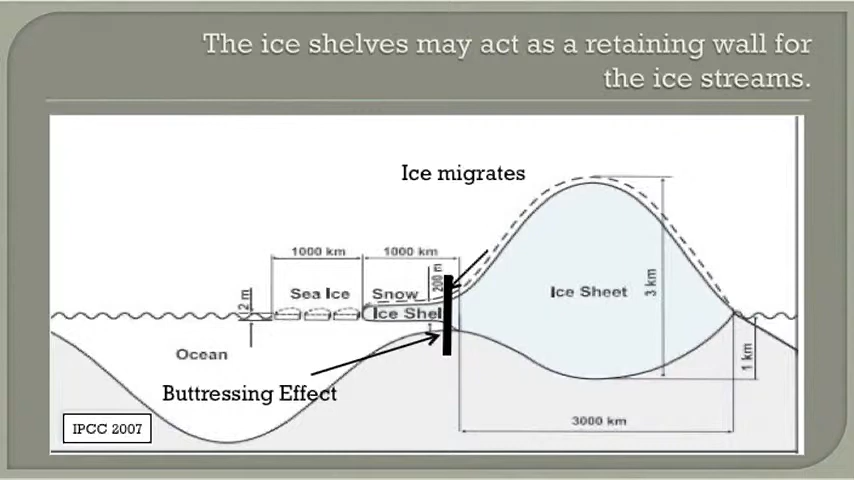 The ice shelves may act as a retaining wall for
the ice streams.
Ice migrates
1000 km
1000 km
200 m
2 m
Sea Ice
Snow
Ice Shel
Ice Sheet
3 km
Ocean
1 km
Buttressing Effect
3000 km
IPCC 2007